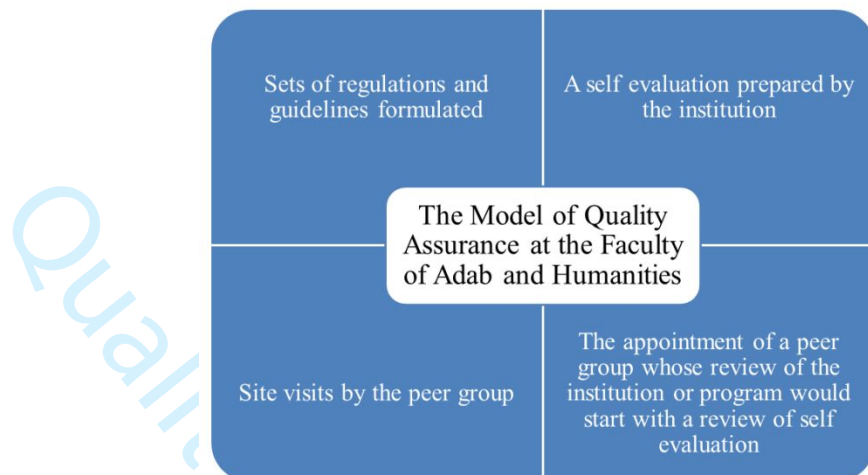 Sets of regulations and
guidelines formulated
A self evaluation prepared by
the institution
The Model of Quality
Assurance at the Faculty
of Adab and Humanities
Site visits by the peer group
The appointment of a peer
group whose review of the
institution or program would
start with a review of self
evaluation